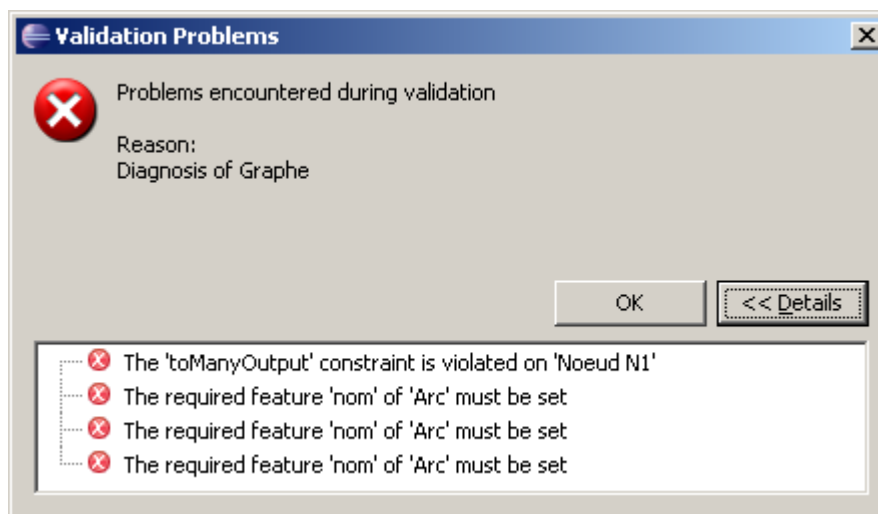 Validation Problems
Problems encountered during validation
Reason:
Diagnosis of Graphe
OK
<< Details
The 'toManyOutput' constraint is violated on 'Noeud N1'
The required feature 'nom' of 'Arc' must be set
The required feature 'nom' of 'Arc' must be set
The required feature 'nom' of 'Arc' must be set